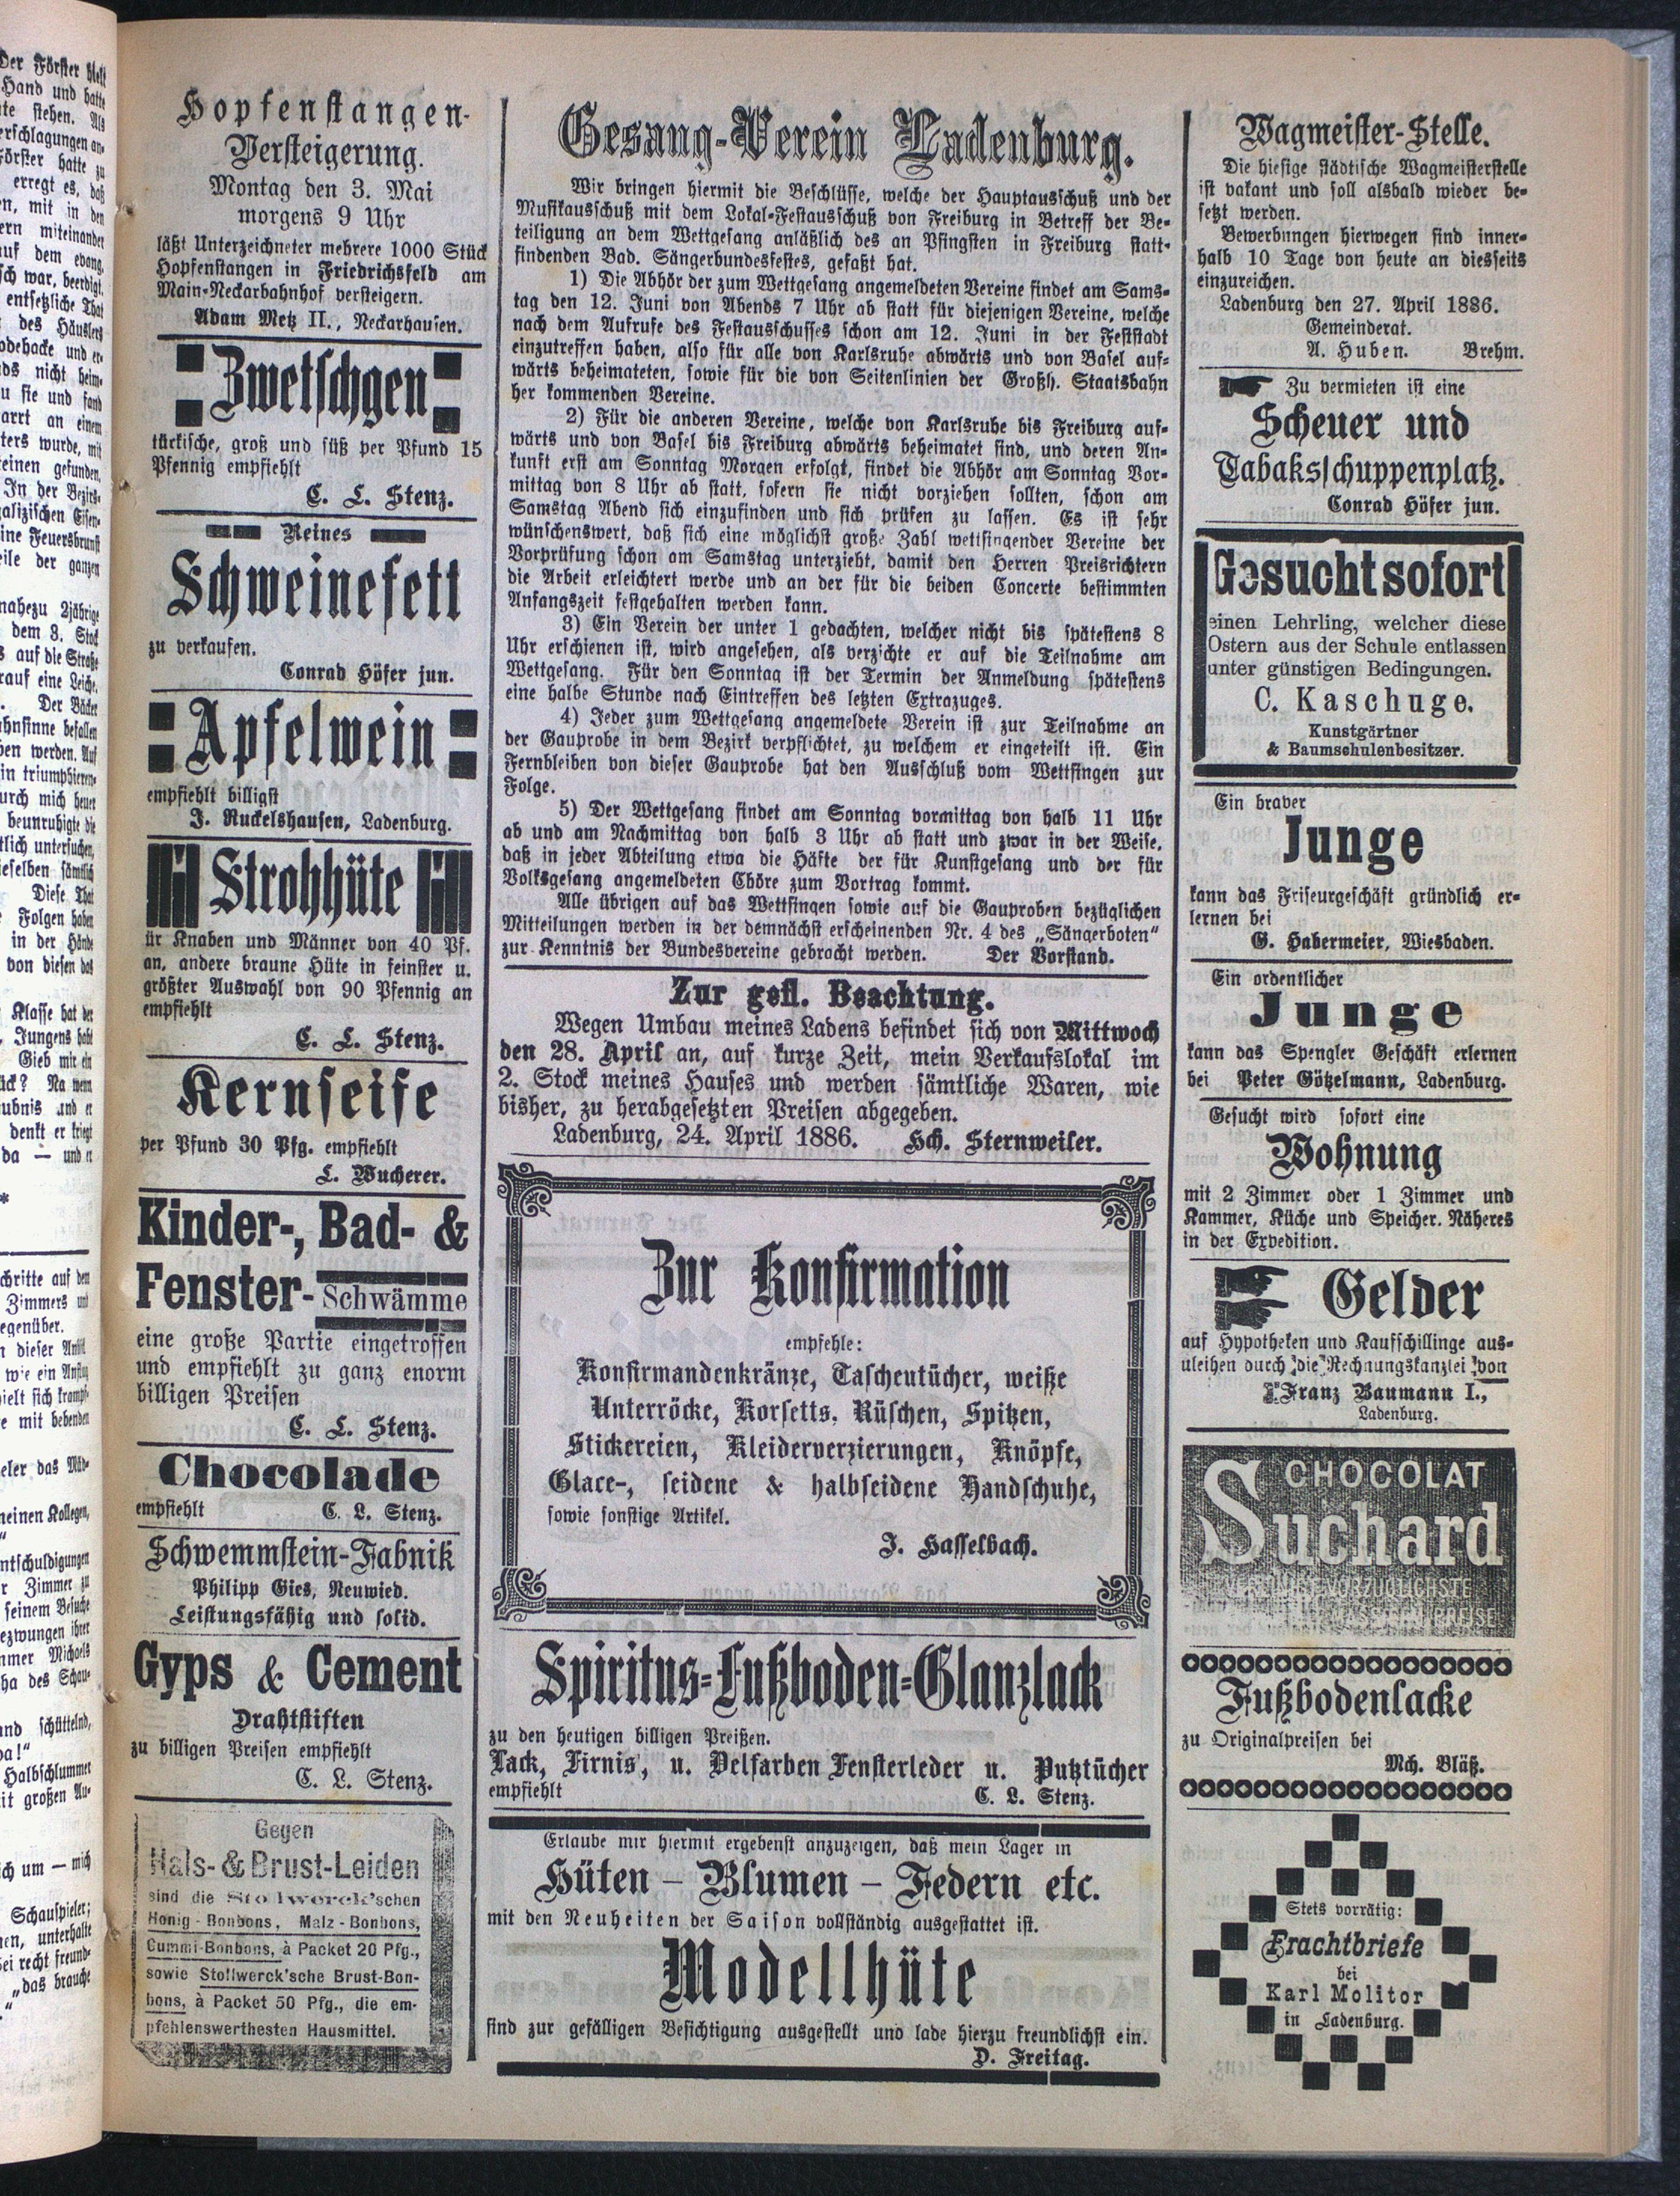 Hopfenstangen-
Versteigerung.
Montag den 3. Mai
morgens 9 Uhr
läßt Unterzeichneter mehrere 1000 Stück
Hopfenstangen in Friedrichsfeld am
Main-Neckarbahnhof versteigern.
Adam Metz II., Neckarhausen.
Zwetschgen
türkische, groß und süß per Pfund 15
Pfennig empfiehlt
C. L. Stenz.
Reines
Schweinefett
zu verkaufen.
Conrad Höfer jun.
Apfelwein
empfiehlt billigst
J. Ruckelshausen, Ladenburg.
Strohhüte
ür Knaben und Männer von 40 Pf.
an, andere braune Hüte in feinster u.
größter Auswahl von 90 Pfennig an
empfiehlt
C. L. Stenz.
Kernseife
per Pfund 30 Pfg. empfiehlt
L. Wucherer.
Kinder-, Bad- &
Fenster-Schwämme
eine große Partie eingetroffen
und empfiehlt zu ganz enorm
billigen Preisen
C. L. Stenz.
Chocolade
empfiehlt C. L. Stenz.
Schwemmstein-Fabrik
Philipp Gies, Neuwied.
Leistungsfähig und solid.
Gyps & Cement
Drahtstiften
zu billigen Preisen empfiehlt
C. L. Stenz.
Gegen
Hals- & Brust-Leiden
sind die Stollwerck'schen
Honig-Bonbons, Malz-Bonbons,
Gummi-Bonbons, à Packet 20 Pfg.,
sowie Stollwerck'sche Brust-Bon-
bons, à Packet 50 Pfg., die em-
pfehlenswerthesten Hausmittel.
Gesang-Verein Ladenburg.
Wir bringen hiermit die Beschlüsse, welche der Hauptausschuß und der
Musikausschuß mit dem Lokal-Festausschuß von Freiburg in Betreff der Be-
teiligung an dem Wettgesang anläßlich des an Pfingsten in Freiburg statt-
findenden Bad. Sängerbundesfestes, gefaßt hat.
1) Die Abhör der zum Wettgesang angemeldeten Vereine findet am Sams-
tag den 12. Juni von Abends 7 Uhr ab statt für diejenigen Vereine, welche
nach dem Aufrufe des Festausschusses schon am 12. Juni in der Feststadt
einzutreffen haben, also für alle von Karlsruhe abwärts und von Basel auf-
wärts beheimateten, sowie für die von Seitenlinien der Großh. Staatsbahn
her kommenden Vereine.
2) Für die anderen Vereine, welche von Karlsruhe bis Freiburg auf-
wärts und von Basel bis Freiburg abwärts beheimatet sind, und deren An-
kunft erst am Sonntag Morgen erfolgt, findet die Abhör am Sonntag Vor-
mittag von 8 Uhr ab statt, sofern sie nicht vorziehen sollten, schon am
Samstag Abend sich einzufinden und sich prüfen zu lassen. Es ist sehr
wünschenswert, daß sich eine möglichst große Zahl wettsingender Vereine der
Vorprüfung schon am Samstag unterzieht, damit den Herren Preisrichtern
die Arbeit erleichtert werde und an der für die beiden Concerte bestimmten
Anfangszeit festgehalten werden kann.
3) Ein Verein der unter 1 gedachten, welcher nicht bis spätestens 8
Uhr erschienen ist, wird angesehen, als verzichte er auf die Teilnahme am
Wettgesang. Für den Sonntag ist der Termin der Anmeldung spätestens
eine halbe Stunde nach Eintreffen des letzten Extrazuges.
4) Jeder zum Wettgesang angemeldete Verein ist zur Teilnahme an
der Gauprobe in dem Bezirk verpflichtet, zu welchem er eingeteilt ist. Ein
Fernbleiben von dieser Gauprobe hat den Ausschluß vom Wettsingen zur
Folge.
5) Der Wettgesang findet am Sonntag vormittag von halb 11 Uhr
ab und am Nachmittag von halb 3 Uhr ab statt und zwar in der Weise,
daß in jeder Abteilung etwa die Häfte der für Kunstgesang und der für
Volksgesang angemeldeten Chöre zum Vortrag kommt.
Alle übrigen auf das Wettsingen sowie auf die Gauproben bezüglichen
Mitteilungen werden in der demnächst erscheinenden Nr. 4 des „Sängerboten“
zur Kenntnis der Bundesvereine gebracht werden. Der Vorstand.
Zur gefl. Beachtung.
Wegen Umbau meines Ladens befindet sich von Mittwoch
den 28. April an, auf kurze Zeit, mein Verkaufslokal im
2. Stock meines Hauses und werden sämtliche Waren, wie
bisher, zu herabgesetzten Preisen abgegeben.
Ladenburg, 24. April 1886. Hch. Sternweiler.
Zur Konfirmation
empfehle:
Konfirmandenkränze, Taschentücher, weiße
Unterröcke, Korsetts, Rüschen, Spitzen,
Stickereien, Kleiderverzierungen, Knöpfe,
Glace-, seidene & halbseidene Handschuhe,
sowie sonstige Artikel.
J. Hasselbach.
Spiritus-Fußboden-Glanzlack
zu den heutigen billigen Preißen.
Lack, Firnis, u. Oelfarben Fensterleder u. Putztücher
empfiehlt C. L. Stenz.
Erlaube mir hiermit ergebenst anzuzeigen, daß mein Lager in
Hüten – Blumen – Federn etc.
mit den Neuheiten der Saison vollständig ausgestattet ist.
Modellhüte
sind zur gefälligen Besichtigung ausgestellt und lade hierzu freundlichst ein.
D. Freitag.
Wagmeister-Stelle.
Die hiesige städtische Wagmeisterstelle
ist vakant und soll alsbald wieder be-
setzt werden.
Bewerbungen hierwegen sind inner-
halb 10 Tage von heute an diesseits
einzureichen.
Ladenburg den 27. April 1886.
Gemeinderat.
A. Huben. Brehm.
Zu vermieten ist eine
Scheuer und
Tabaksschuppenplatz.
Conrad Höfer jun.
Gesucht sofort
einen Lehrling, welcher diese
Ostern aus der Schule entlassen
unter günstigen Bedingungen.
C. Kaschuge.
Kunstgärtner
& Baumschulenbesitzer.
Ein braver
Junge
kann das Friseurgeschäft gründlich er-
lernen bei
G. Habermeier, Wiesbaden.
Ein ordentlicher
Junge
kann das Spengler Geschäft erlernen
bei Peter Götzelmann, Ladenburg.
Gesucht wird sofort eine
Wohnung
mit 2 Zimmer oder 1 Zimmer und
Kammer, Küche und Speicher. Näheres
in der Expedition.
Gelder
auf Hypotheken und Kaufschillinge aus-
uleihen durch die Rechnungskanzlei von
Franz Baumann I.,
Ladenburg.
CHOCOLAT
Suchard
VEREINIGT VORZÜGLICHSTE
PREISE
Fußbodenlacke
zu Originalpreisen bei
Mch. Bläß.
Stets vorrätig:
Frachtbriefe
bei
Karl Molitor
in Ladenburg.